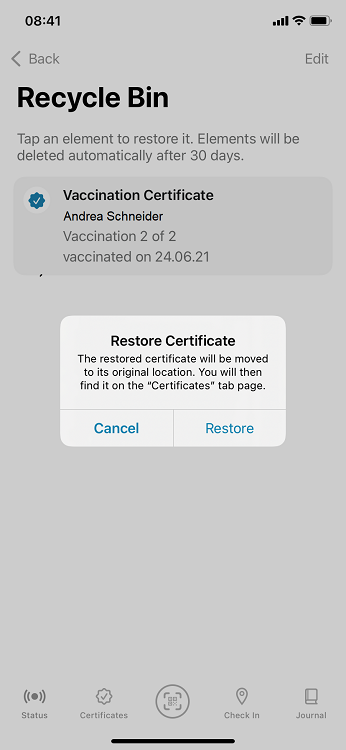 08:41
Back
Edit
Recycle Bin
Tap an element to restore it. Elements will be
deleted automatically after 30 days.
Vaccination Certificate
Andrea Schneider
Vaccination 2 of 2
vaccinated on 24.06.21
Restore Certificate
The restored certificate will be moved
to its original location. You will then
find it on the “Certificates” tab page.
Cancel
Restore
Status
Certificates
Check In
Journal